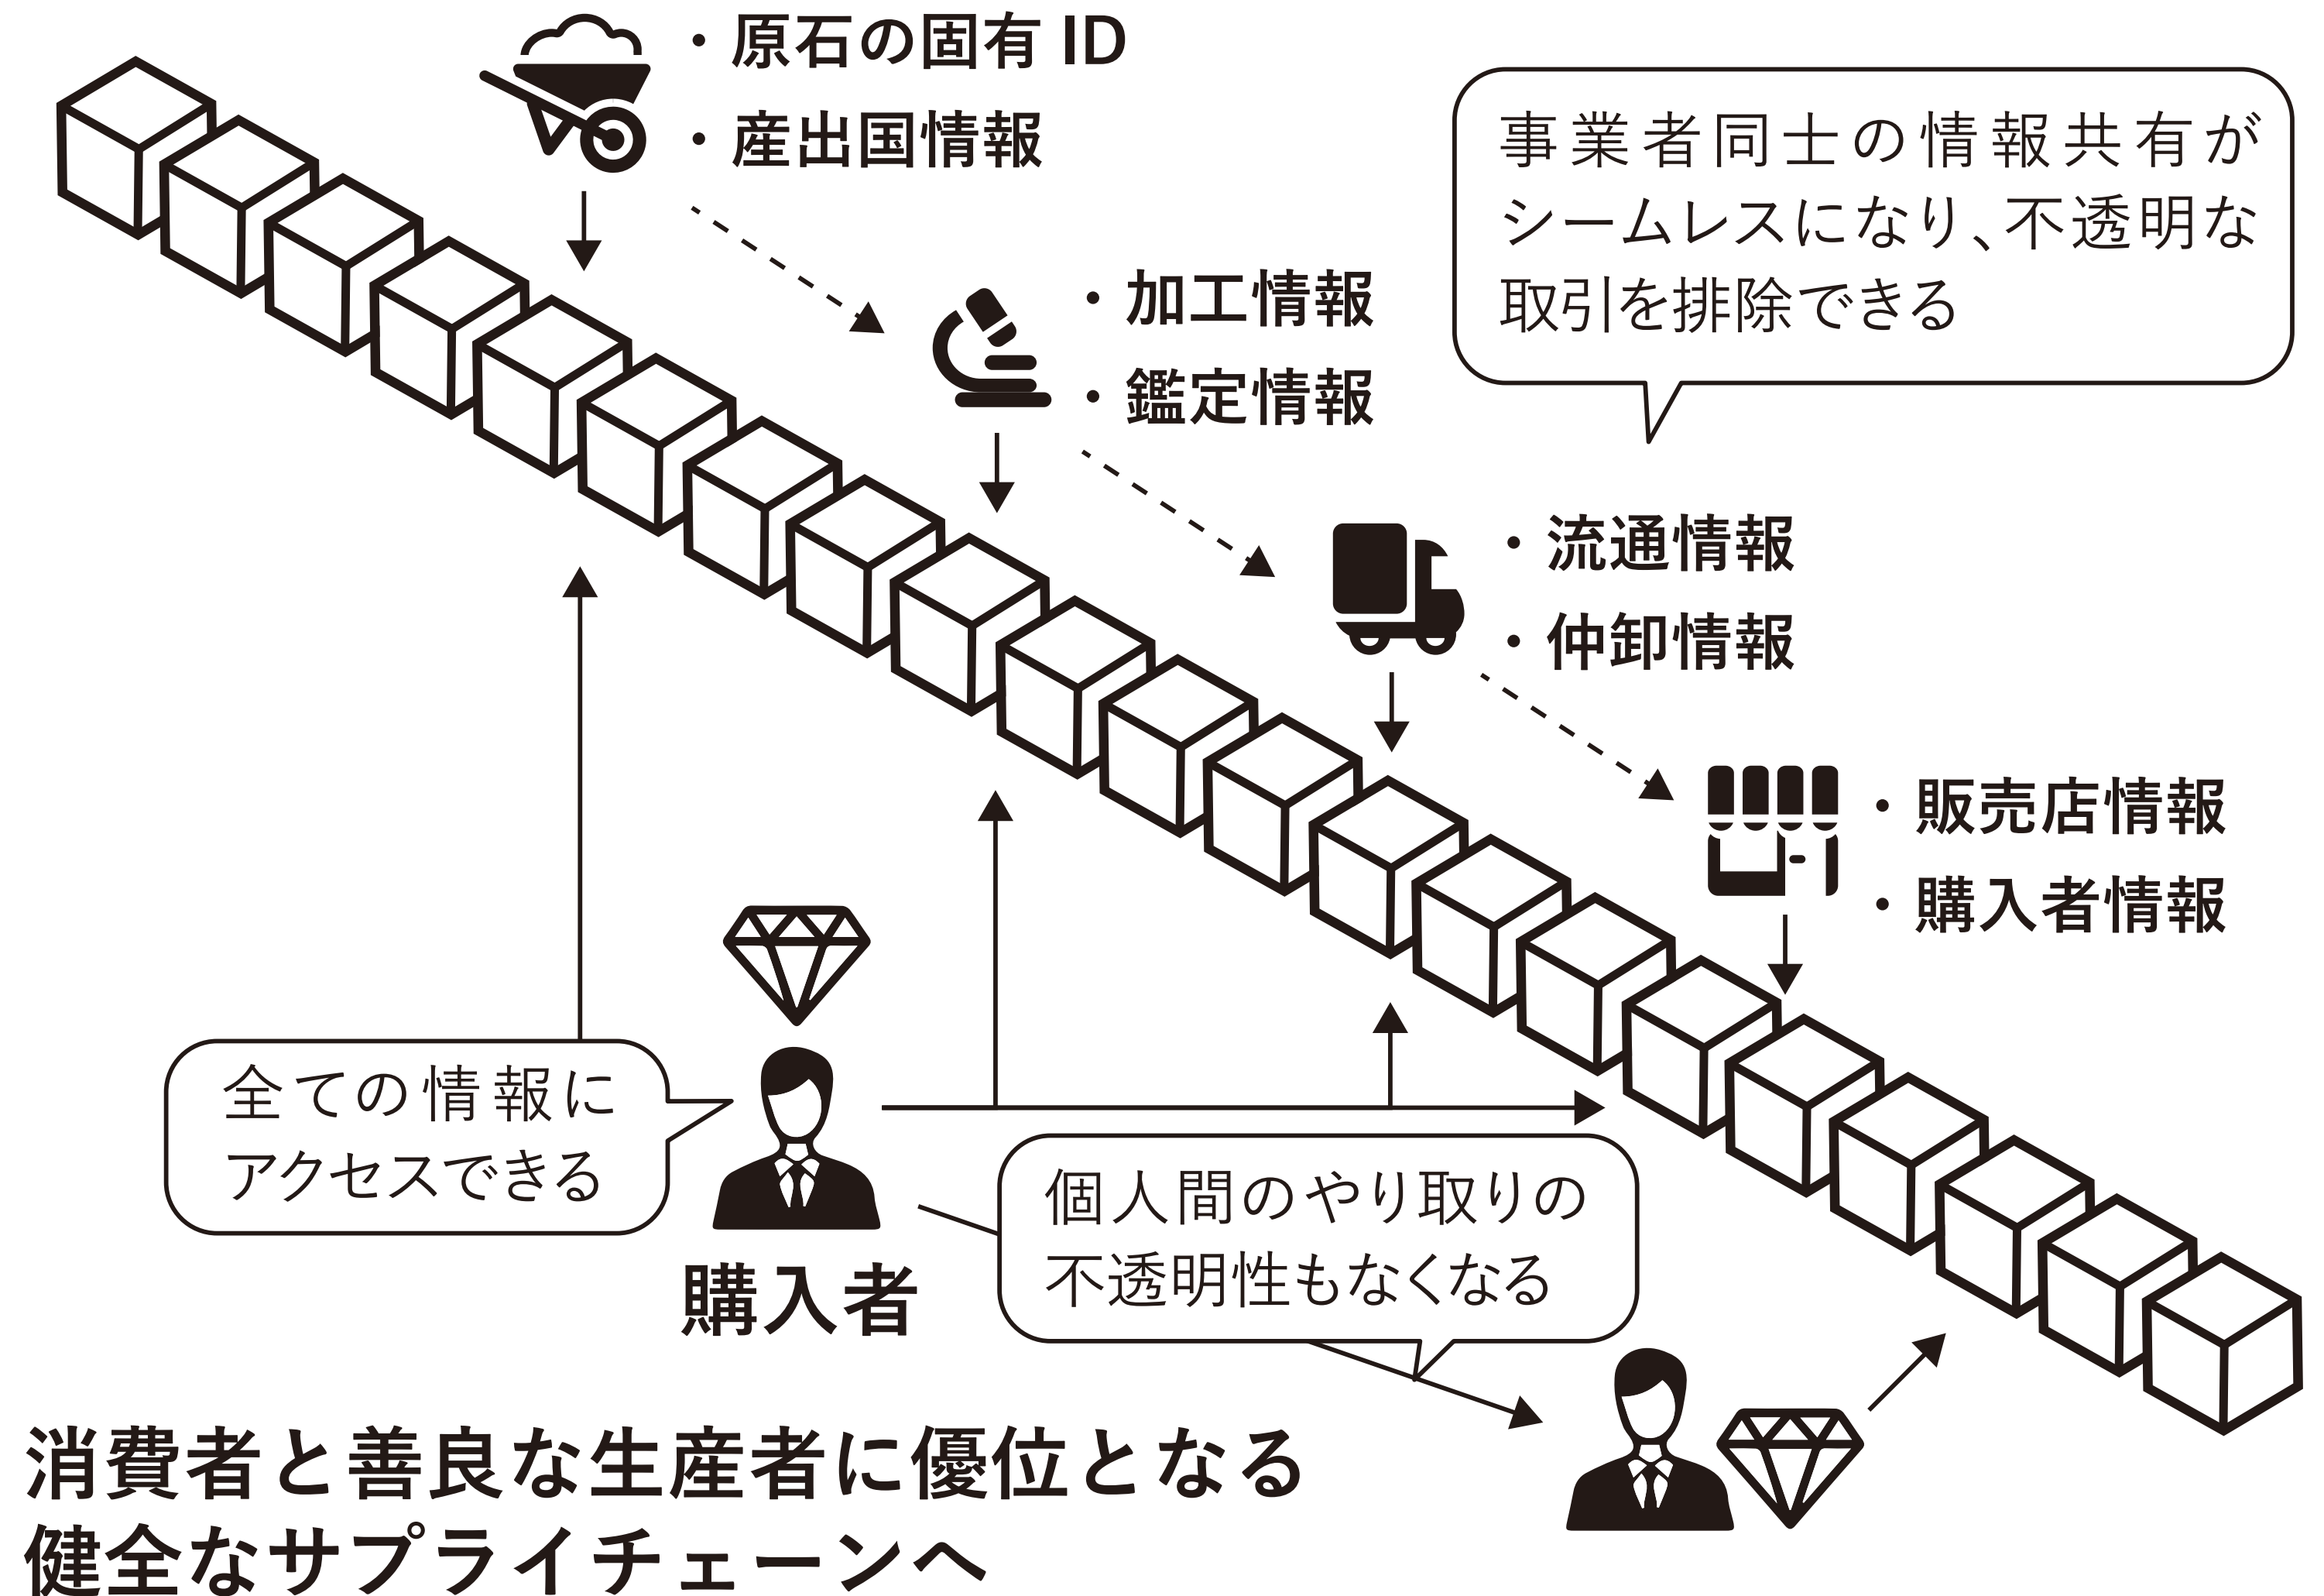 ・原石の固有 ID
・産出国情報
事業者同士の情報共有が
シームレスになり、不透明な
取引を排除できる
・加工情報
・鑑定情報
・流通情報
・仲卸情報
・販売店情報
・購入者情報
全ての情報に
アクセスできる
個人間のやり取りの
不透明性もなくなる
購入者
消費者と善良な生産者に優位となる
健全なサプライチェーンへ